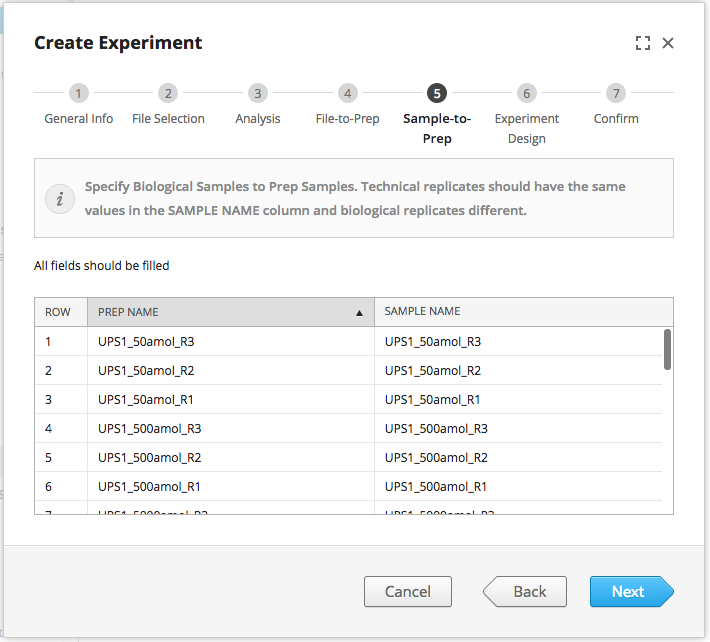 Create Experiment
1 2 3 4 5 6 7
General Info File Selection Analysis File-to-Prep Sample-to- Experiment Confirm
Prep Design
i Specify Biological Samples to Prep Samples. Technical replicates should have the same
values in the SAMPLE NAME column and biological replicates different.
All fields should be filled
ROW PREP NAME SAMPLE NAME
1 UPS1_50amol_R3 UPS1_50amol_R3
2 UPS1_50amol_R2 UPS1_50amol_R2
3 UPS1_50amol_R1 UPS1_50amol_R1
4 UPS1_500amol_R3 UPS1_500amol_R3
5 UPS1_500amol_R2 UPS1_500amol_R2
6 UPS1_500amol_R1 UPS1_500amol_R1
Cancel Back Next